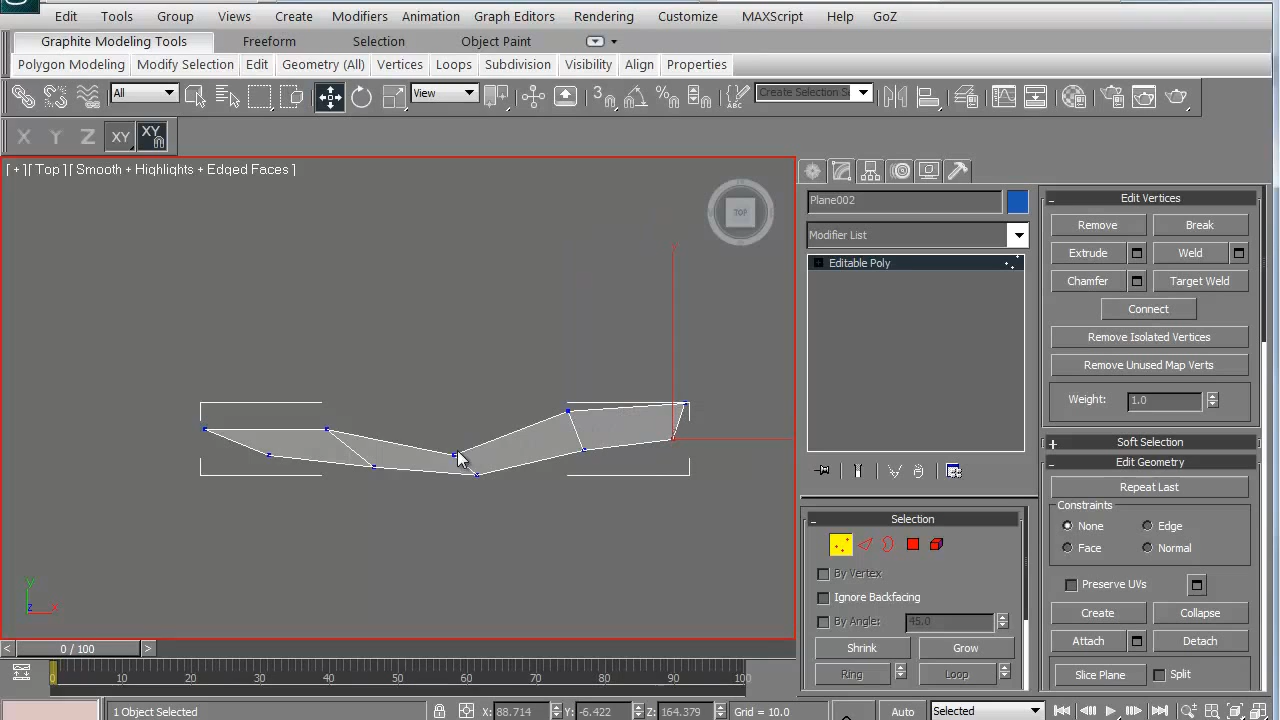 Edit Tools Group Views Create Modifiers Animation Graph Editors Rendering Customize MAXScript Help GoZ
Graphite Modeling Tools Freeform Selection Object Paint
Polygon Modeling Modify Selection Edit Geometry (All) Vertices Loops Subdivision Visibility Align Properties
All View 3 ABC Create Selection S
X Y Z XY XY
[ + ][ Top ][ Smooth + Highlights + Edged Faces ]
TOP
Plane002
Modifier List
Editable Poly
Selection
By Vertex
Ignore Backfacing
By Angle: 45.0
Shrink Grow
Ring Loop
Edit Vertices
Remove Break
Extrude Weld
Chamfer Target Weld
Connect
Remove Isolated Vertices
Remove Unused Map Verts
Weight: 1.0
Soft Selection
Edit Geometry
Repeat Last
Constraints
None Edge
Face Normal
Preserve UVs
Create Collapse
Attach Detach
Slice Plane Split
y
z x
< 0 / 100 >
0 10 20 30 40 50 60 70 80 90 100
1 Object Selected X: 88.714 Y: -6.422 Z: 164.379 Grid = 10.0 Auto Selected